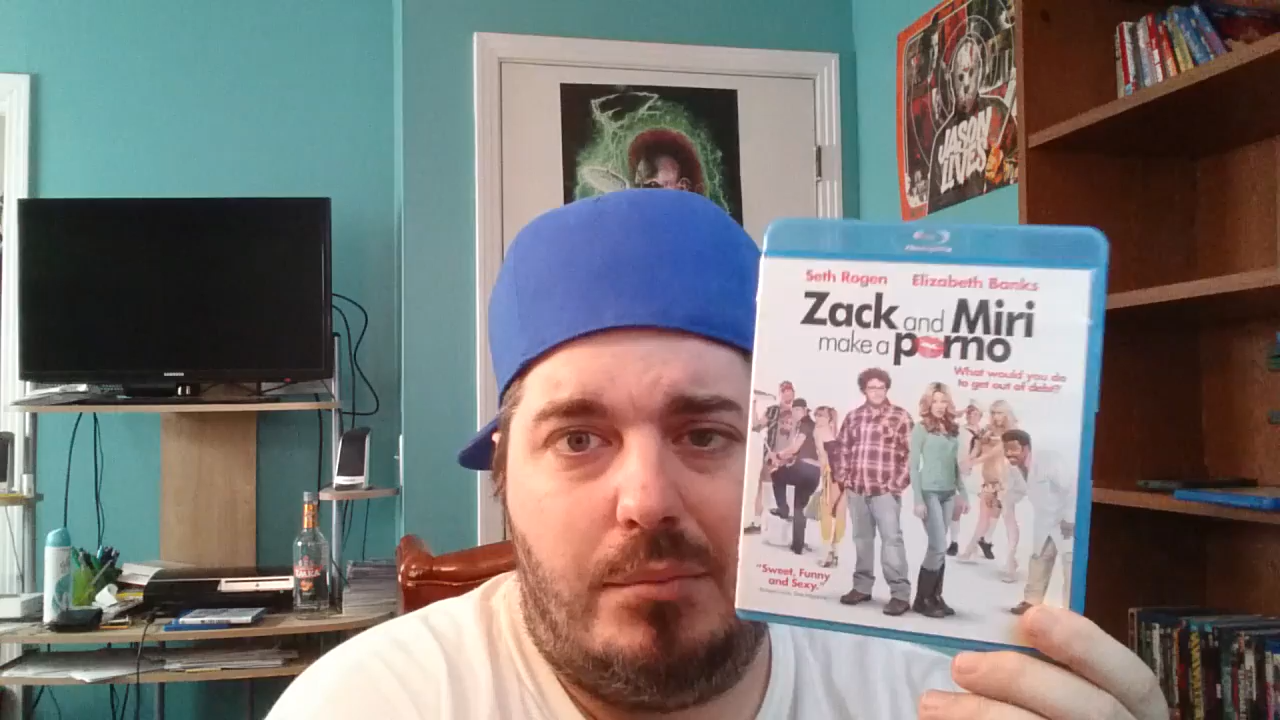 JASON
LIVES
Seth Rogen Elizabeth Banks
Zack and Miri
make a porno
What would you do
to get out of debt?
"Sweet, Funny
and Sexy."
SAMSUNG